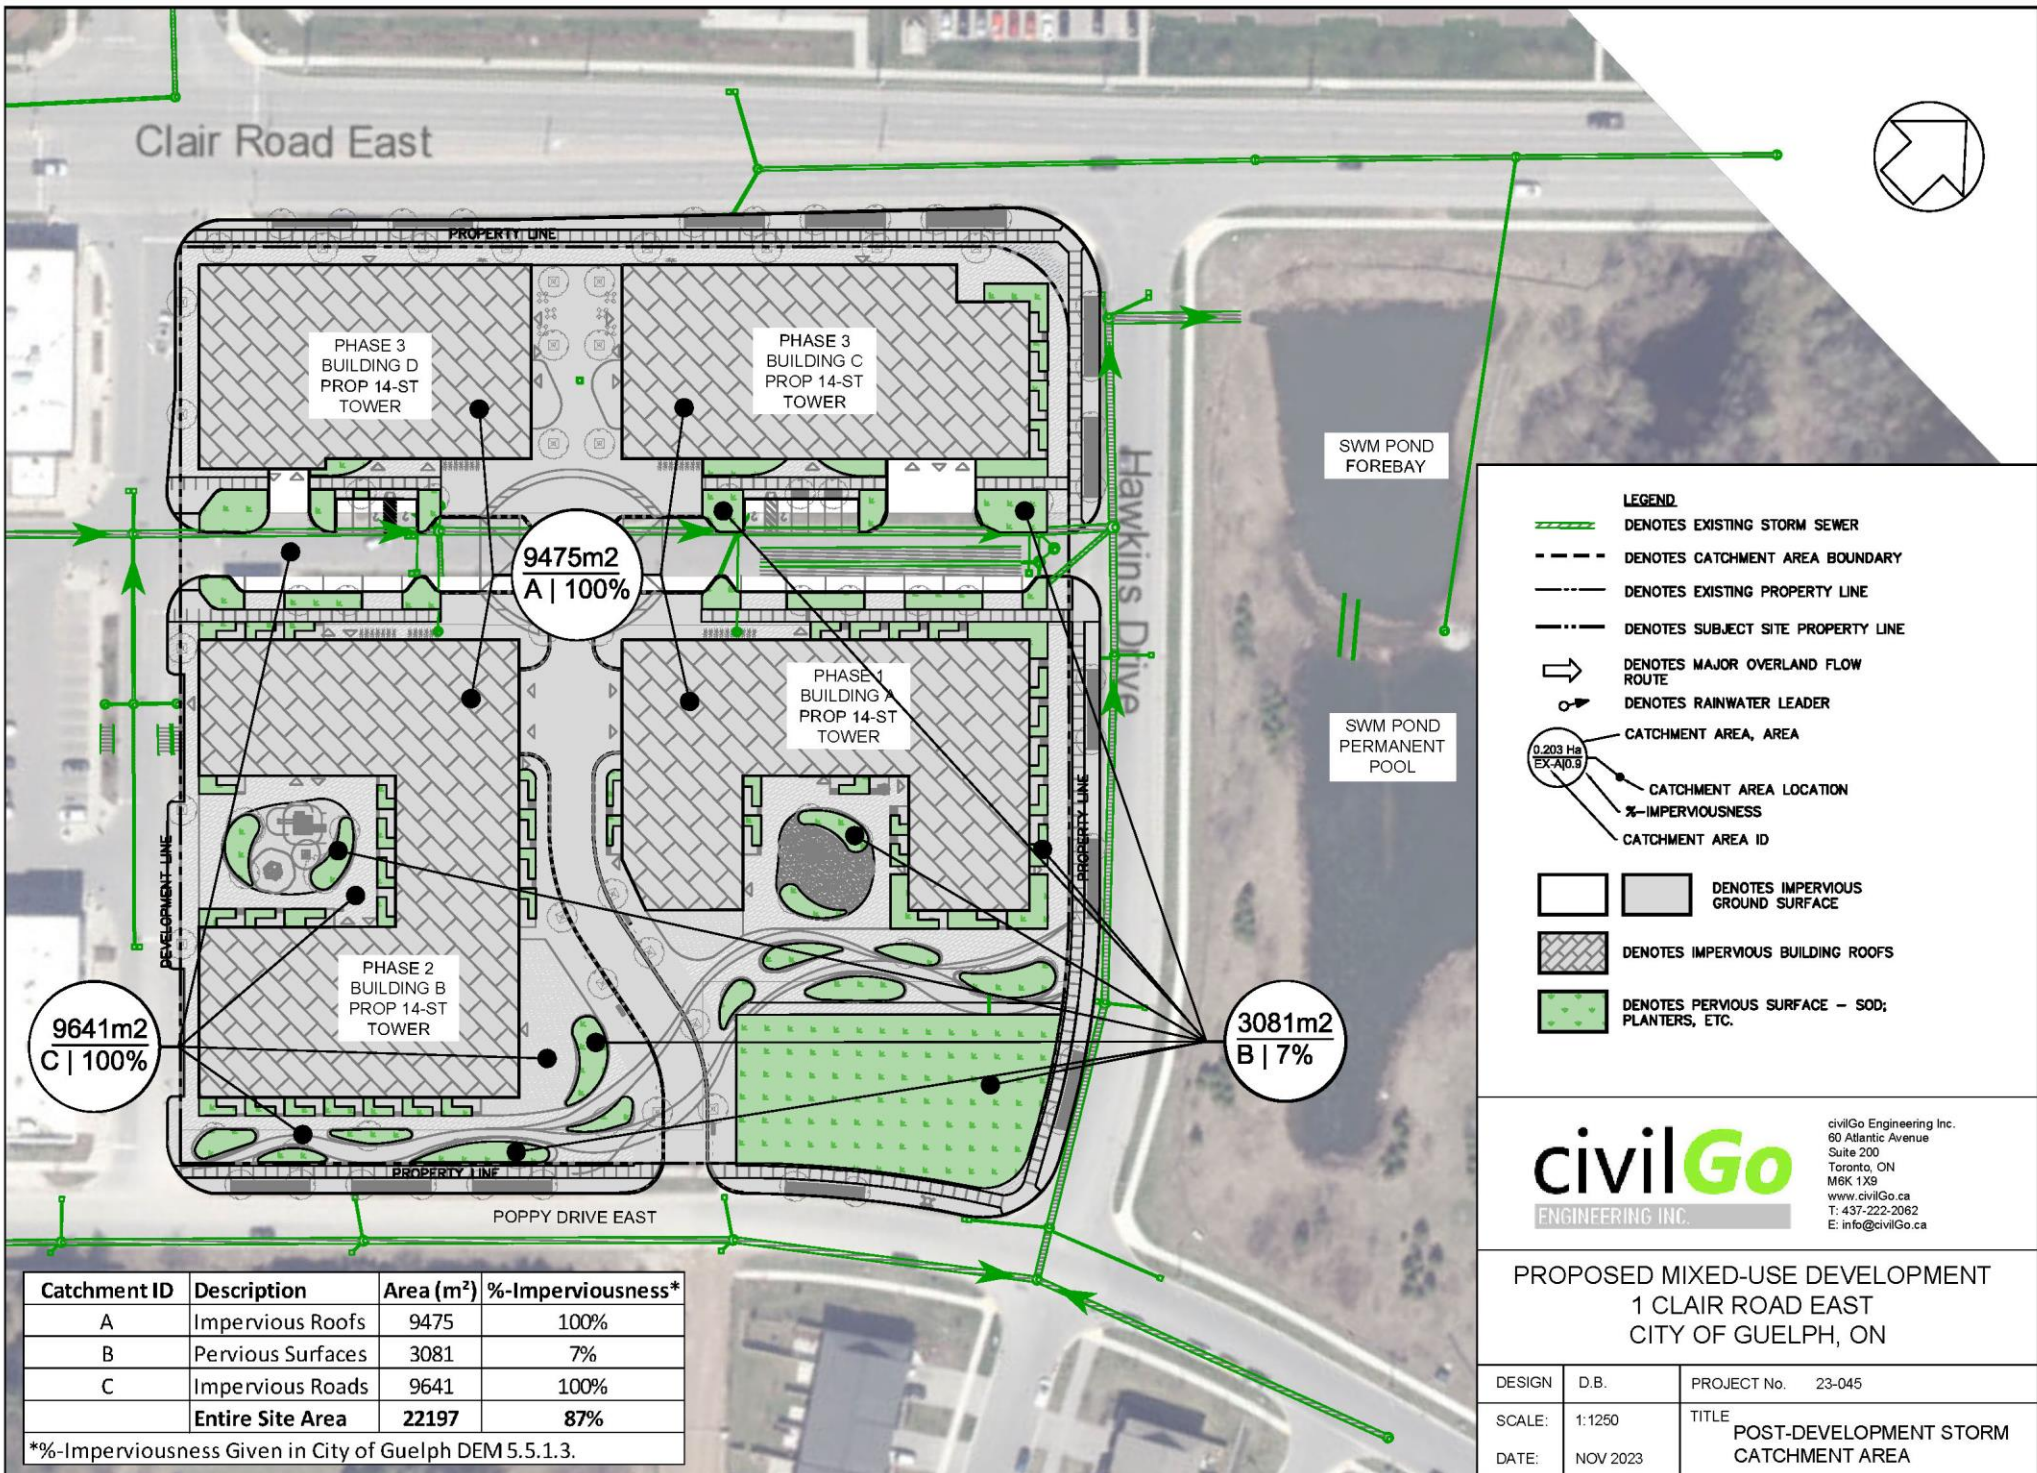 Clair Road East
PROPERTY LINE
PHASE 3
BUILDING D
PROP 14-ST
TOWER
PHASE 3
BUILDING C
PROP 14-ST
TOWER
SWM POND
FOREBAY
Hawkins Drive
9475m2
A | 100%
PHASE 1
BUILDING A
PROP 14-ST
TOWER
SWM POND
PERMANENT
POOL
PROPERTY LINE
DEVELOPMENT LINE
PHASE 2
BUILDING B
PROP 14-ST
TOWER
9641m2
C | 100%
3081m2
B | 7%
PROPERTY LINE
POPPY DRIVE EAST
LEGEND
DENOTES EXISTING STORM SEWER
DENOTES CATCHMENT AREA BOUNDARY
DENOTES EXISTING PROPERTY LINE
DENOTES SUBJECT SITE PROPERTY LINE
DENOTES MAJOR OVERLAND FLOW
ROUTE
DENOTES RAINWATER LEADER
CATCHMENT AREA, AREA
0.203 Ha
EX-A|0.9
CATCHMENT AREA LOCATION
%-IMPERVIOUSNESS
CATCHMENT AREA ID
DENOTES IMPERVIOUS
GROUND SURFACE
DENOTES IMPERVIOUS BUILDING ROOFS
DENOTES PERVIOUS SURFACE – SOD;
PLANTERS, ETC.
civilGo
ENGINEERING INC.
civilGo Engineering Inc.
60 Atlantic Avenue
Suite 200
Toronto, ON
M6K 1X9
www.civilGo.ca
T: 437-222-2062
E: info@civilGo.ca
PROPOSED MIXED-USE DEVELOPMENT
1 CLAIR ROAD EAST
CITY OF GUELPH, ON
DESIGN D.B. PROJECT No. 23-045
SCALE: 1:1250 TITLE
POST-DEVELOPMENT STORM
CATCHMENT AREA
DATE: NOV 2023
Catchment ID Description Area (m²) %-Imperviousness*
A Impervious Roofs 9475 100%
B Pervious Surfaces 3081 7%
C Impervious Roads 9641 100%
Entire Site Area 22197 87%
*%-Imperviousness Given in City of Guelph DEM 5.5.1.3.